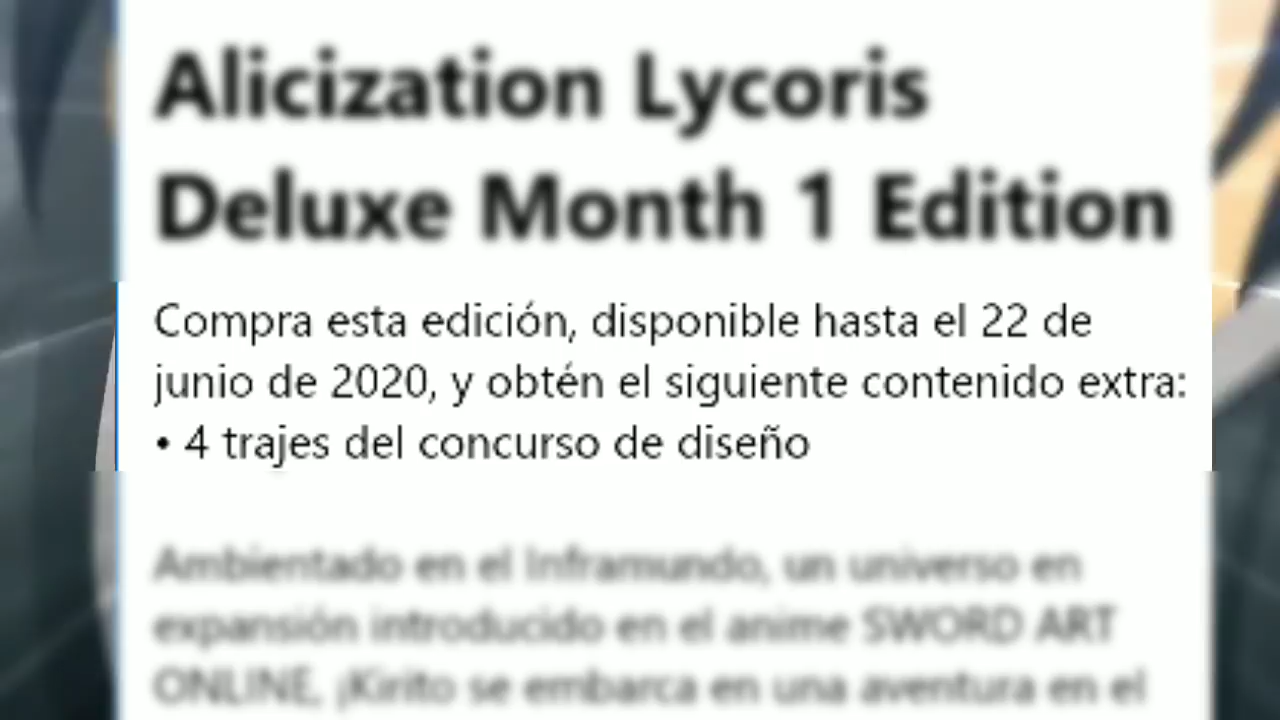 Alicization Lycoris
Deluxe Month 1 Edition
Compra esta edición, disponible hasta el 22 de
junio de 2020, y obtén el siguiente contenido extra:
• 4 trajes del concurso de diseño
Ambientado en el Inframundo, un universo en
expansión introducido en el anime SWORD ART
ONLINE, ¡Kirito se embarca en una aventura en el